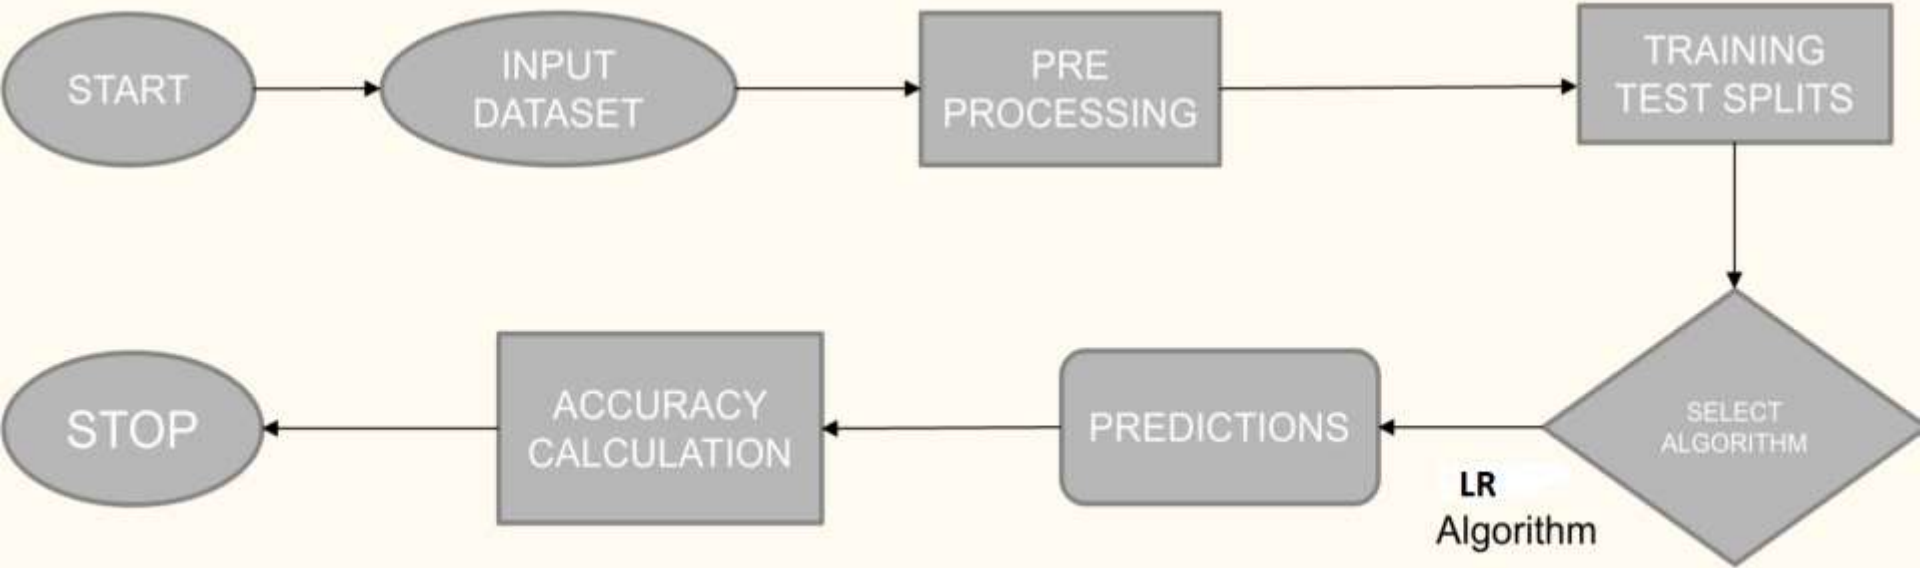 START
INPUT
DATASET
PRE
PROCESSING
TRAINING
TEST SPLITS
SELECT
ALGORITHM
LR
Algorithm
PREDICTIONS
ACCURACY
CALCULATION
STOP